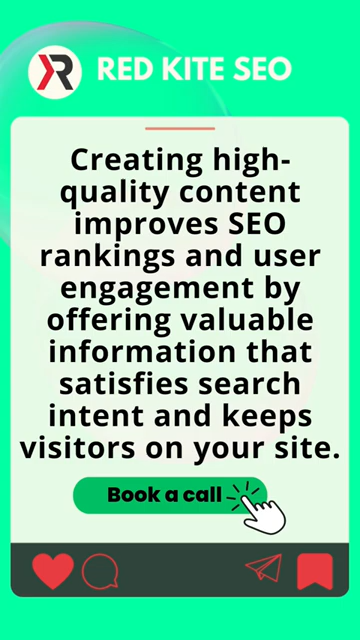 RED KITE SEO
Creating high-
quality content
improves SEO
rankings and user
engagement by
offering valuable
information that
satisfies search
intent and keeps
visitors on your site.
Book a call